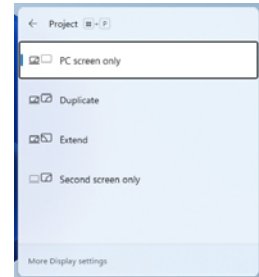 Project ⊞ + P
PC screen only
Duplicate
Extend
Second screen only
More Display settings